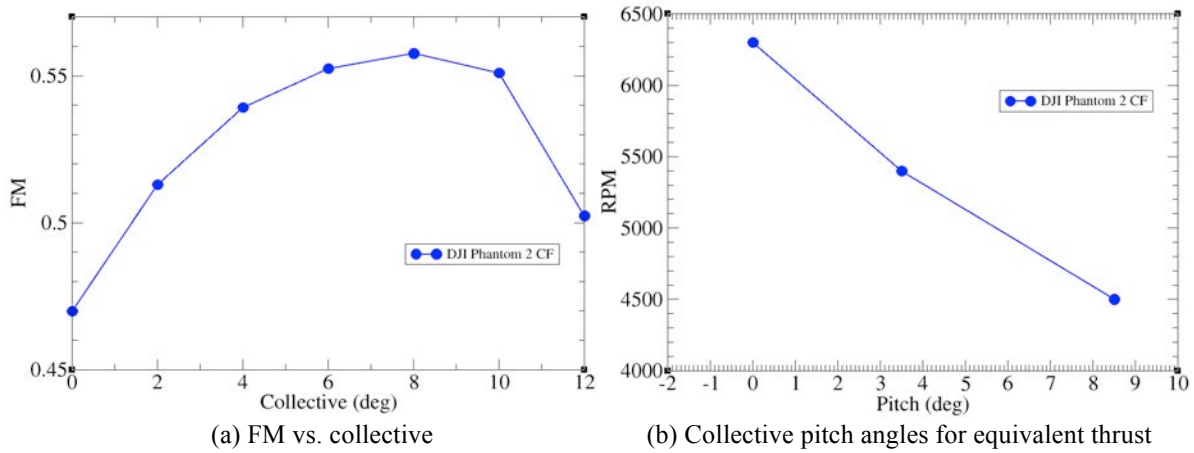 0.55
0.5
0.45
FM
DJI Phantom 2 CF
0 2 4 6 8 10 12
Collective (deg)
(a) FM vs. collective
6500
6000
5500
5000
4500
4000
RPM
DJI Phantom 2 CF
-2 -1 0 1 2 3 4 5 6 7 8 9 10
Pitch (deg)
(b) Collective pitch angles for equivalent thrust